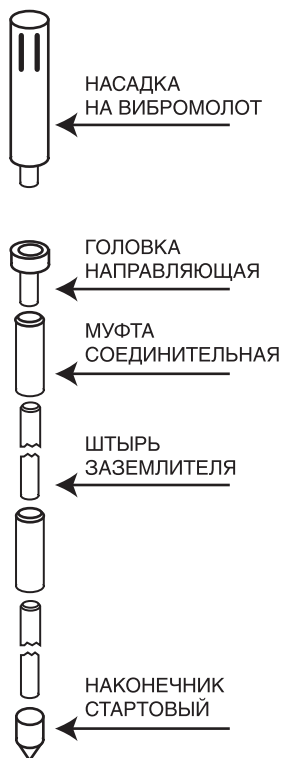 НАСАДКА
НА ВИБРОМОЛОТ
ГОЛОВКА
НАПРАВЛЯЮЩАЯ
МУФТА
СОЕДИНИТЕЛЬНАЯ
ШТЫРЬ
ЗАЗЕМЛИТЕЛЯ
НАКОНЕЧНИК
СТАРТОВЫЙ